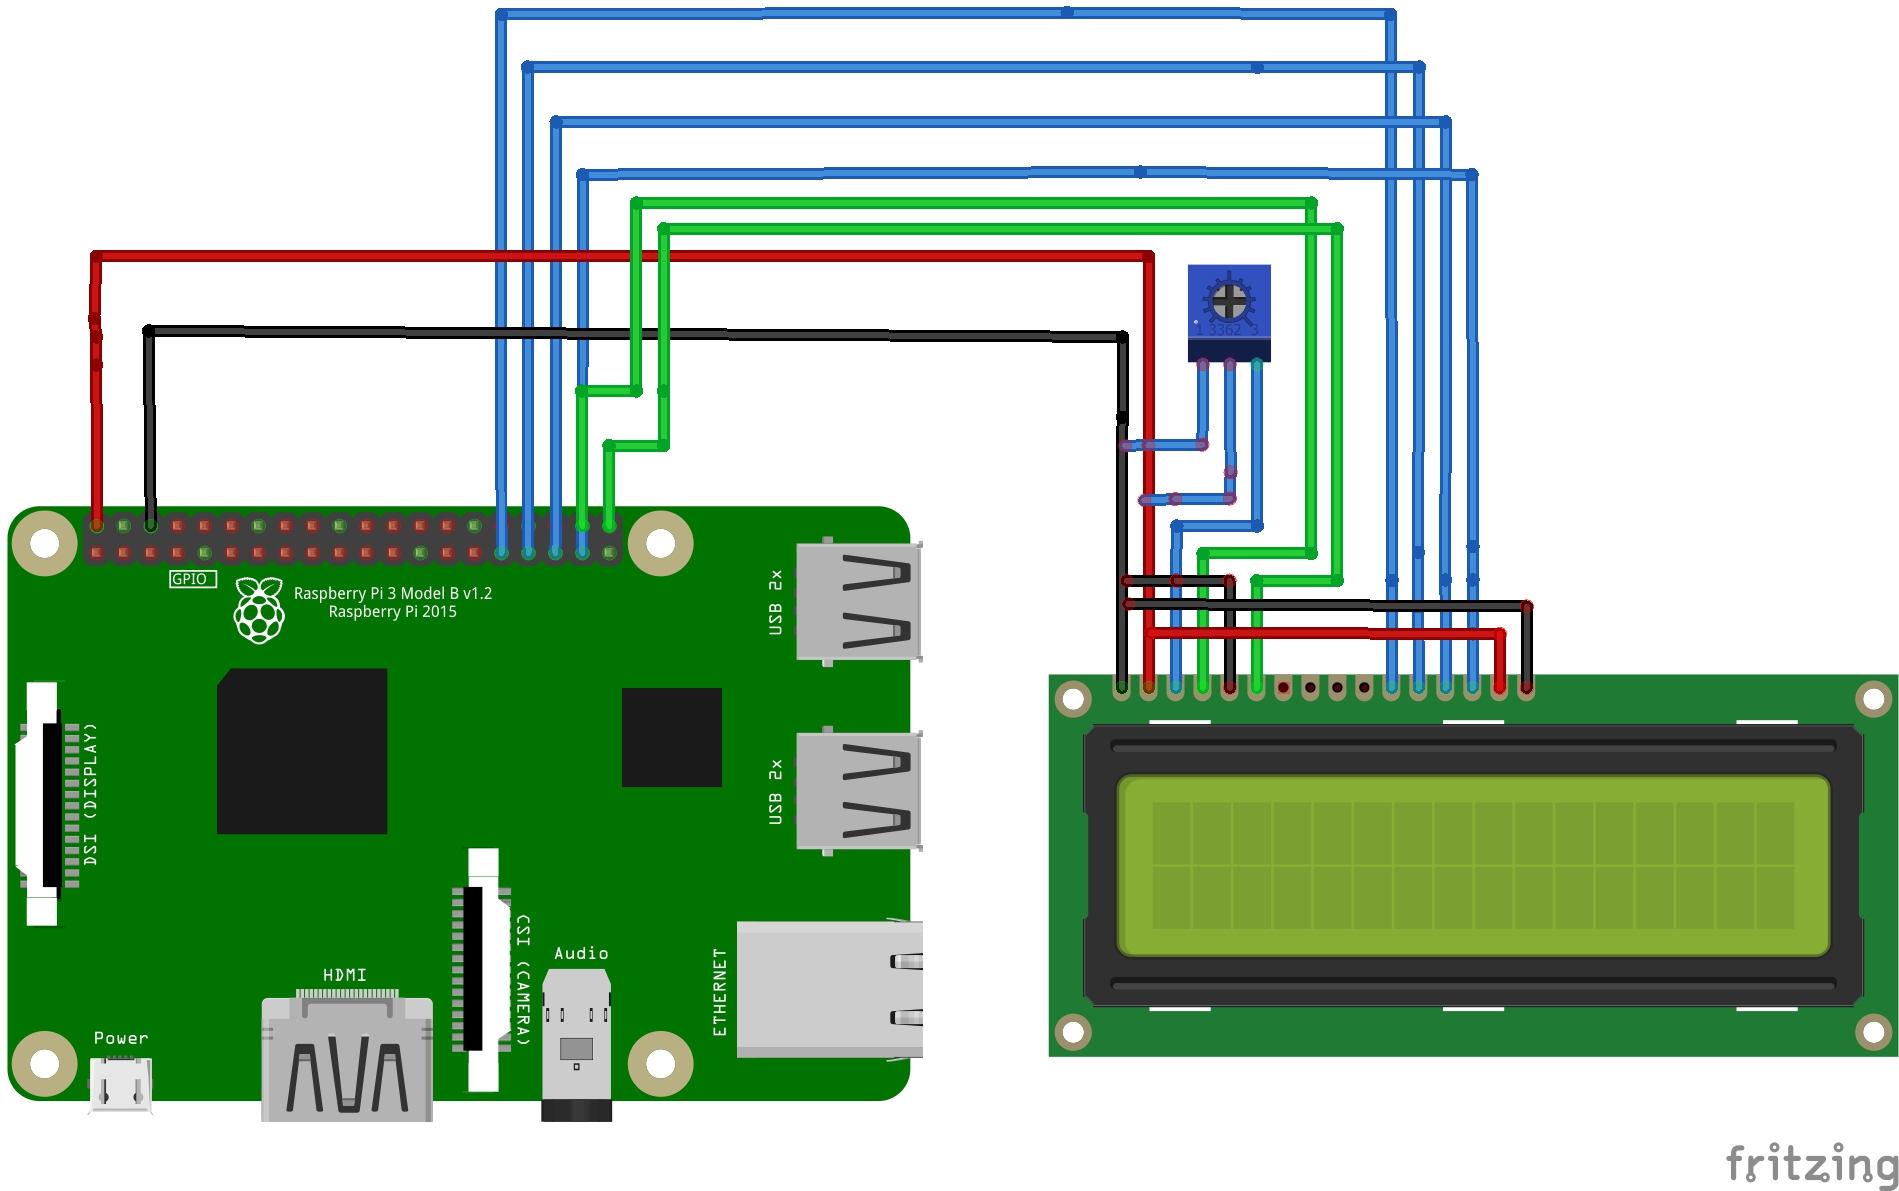 1 3362 3
GPIO
Raspberry Pi 3 Model B v1.2
Raspberry Pi 2015
USB 2x
DSI (DISPLAY)
USB 2x
CSI (CAMERA)
Audio
ETHERNET
HDMI
Power
fritzing